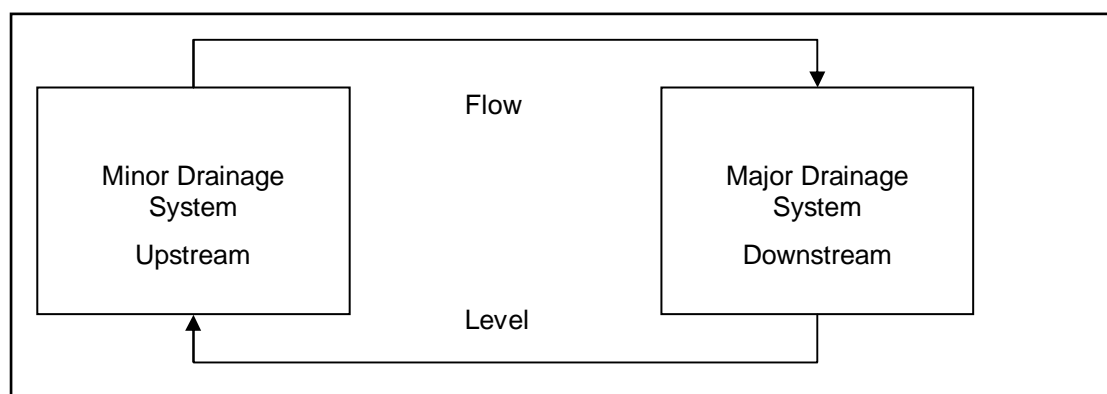 Flow
Minor Drainage
System
Upstream
Major Drainage
System
Downstream
Level